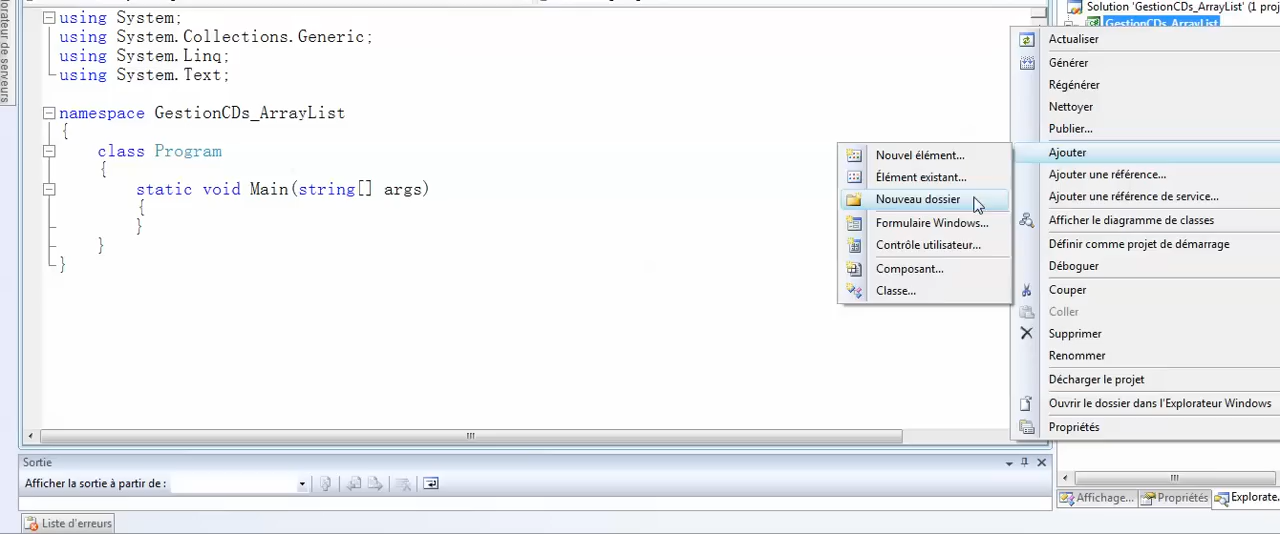 Solution 'GestionCDs_ArrayList' (1 proj
GestionCDs_ArrayList
using System;
using System.Collections.Generic;
using System.Linq;
using System.Text;
namespace GestionCDs_ArrayList
{
class Program
{
static void Main(string[] args)
{
}
}
}
Actualiser
Générer
Régénérer
Nettoyer
Publier...
Ajouter
Ajouter une référence...
Ajouter une référence de service...
Afficher le diagramme de classes
Définir comme projet de démarrage
Déboguer
Couper
Coller
Supprimer
Renommer
Décharger le projet
Ouvrir le dossier dans l'Explorateur Windows
Propriétés
Nouvel élément...
Élément existant...
Nouveau dossier
Formulaire Windows...
Contrôle utilisateur...
Composant...
Classe...
lorateur de serveurs
Sortie
Afficher la sortie à partir de :
Liste d'erreurs
Affichage...
Propriétés
Explorate...